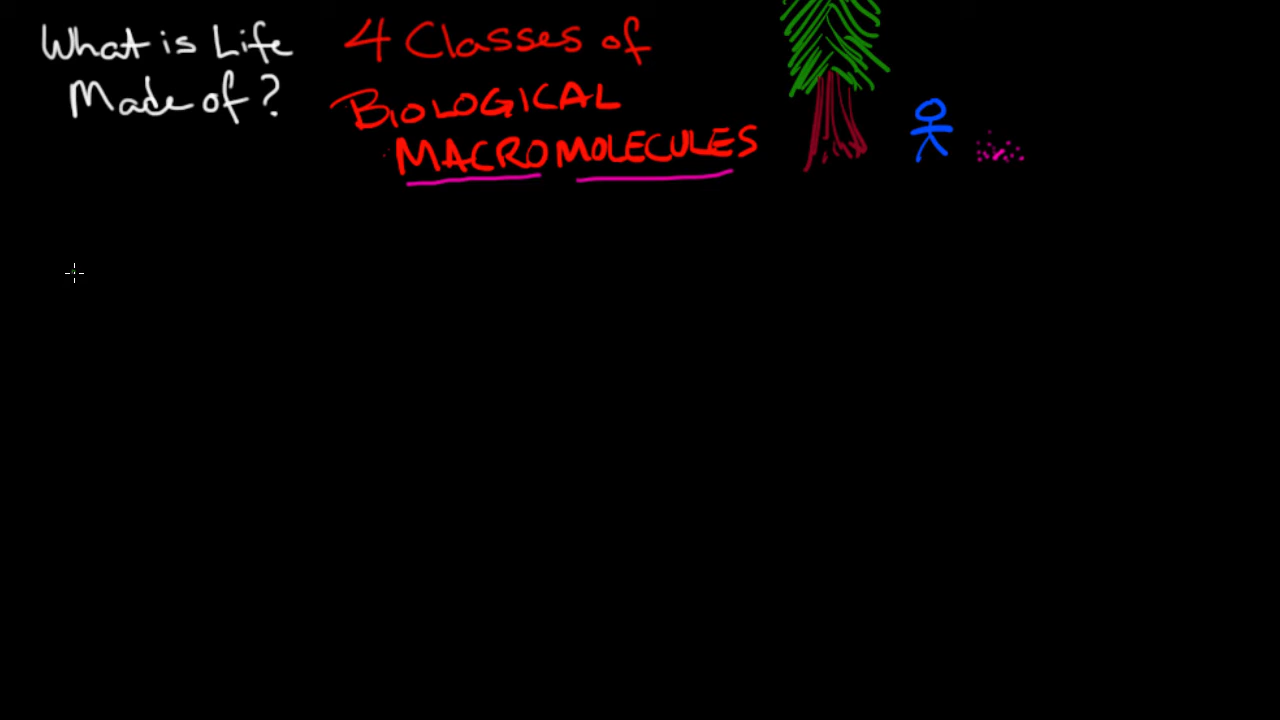 What is Life
Made of?
4 Classes of
BIOLOGICAL
MACROMOLECULES